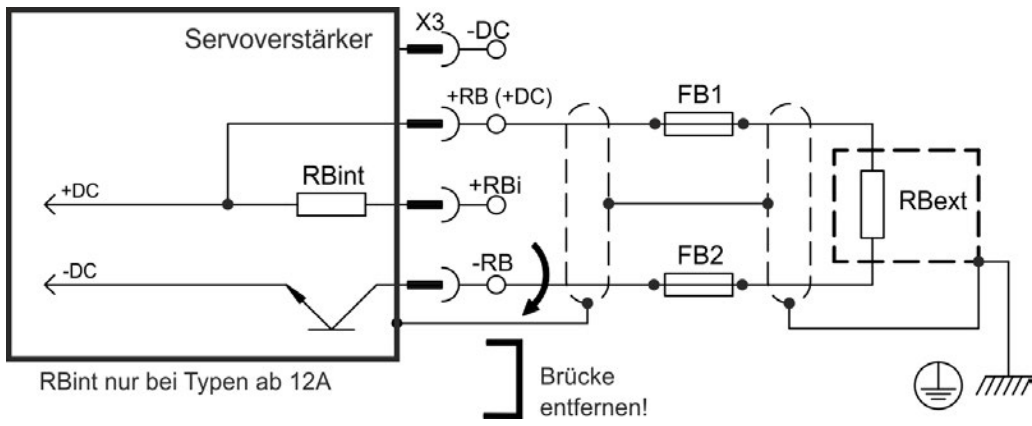 X3
-DC
Servoverstärker
+RB (+DC)
FB1
RBint
+DC
+RBi
RBext
-DC
-RB
FB2
RBint nur bei Typen ab 12A
Brücke
entfernen!